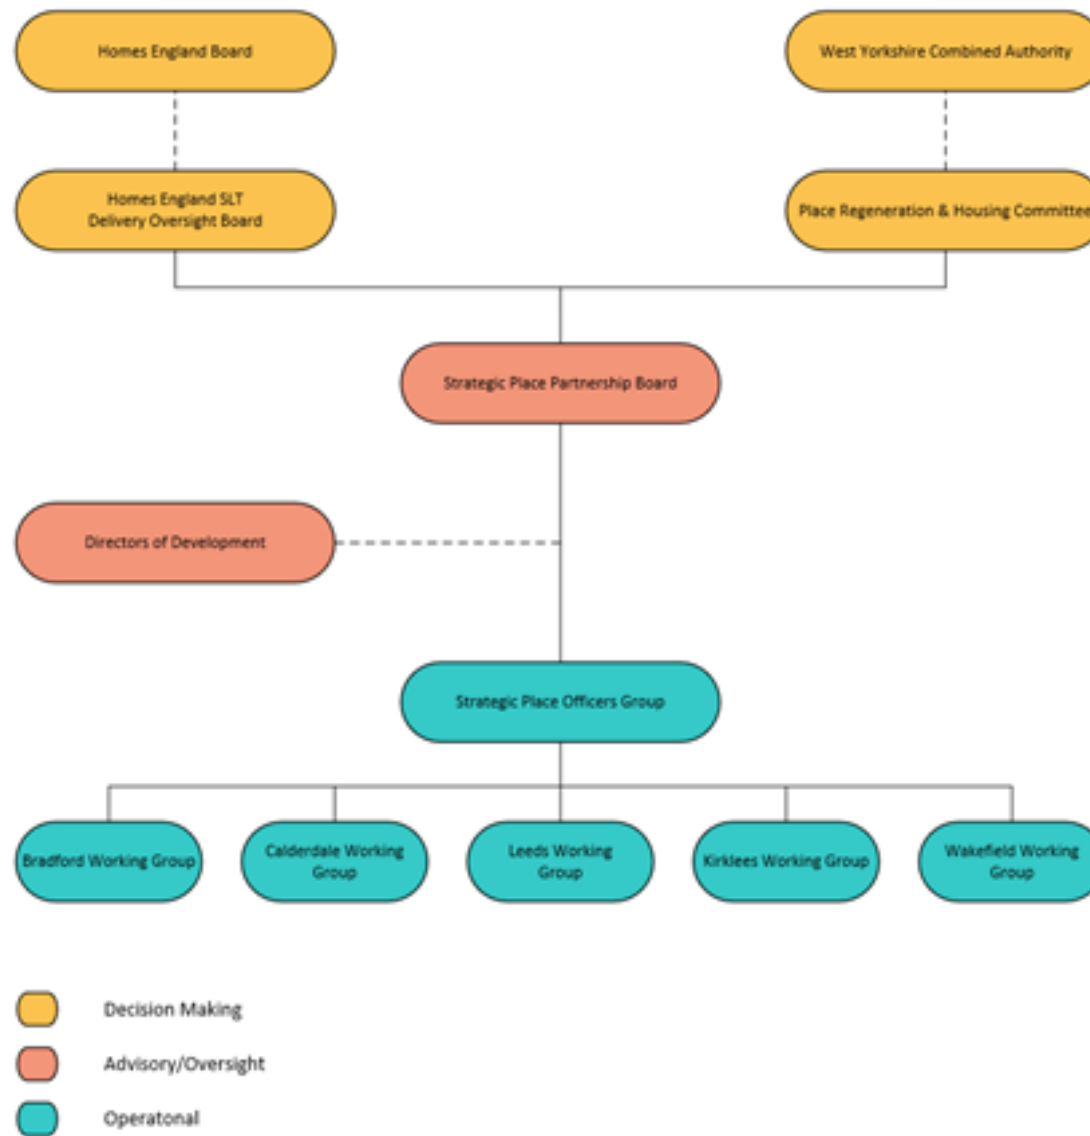 Homes England Board
West Yorkshire Combined Authority
Homes England SLT
Delivery Oversight Board
Place Regeneration & Housing Committee
Strategic Place Partnership Board
Directors of Development
Strategic Place Officers Group
Bradford Working Group
Calderdale Working
Group
Leeds Working
Group
Kirklees Working Group
Wakefield Working
Group
Decision Making
Advisory/Oversight
Operatonal